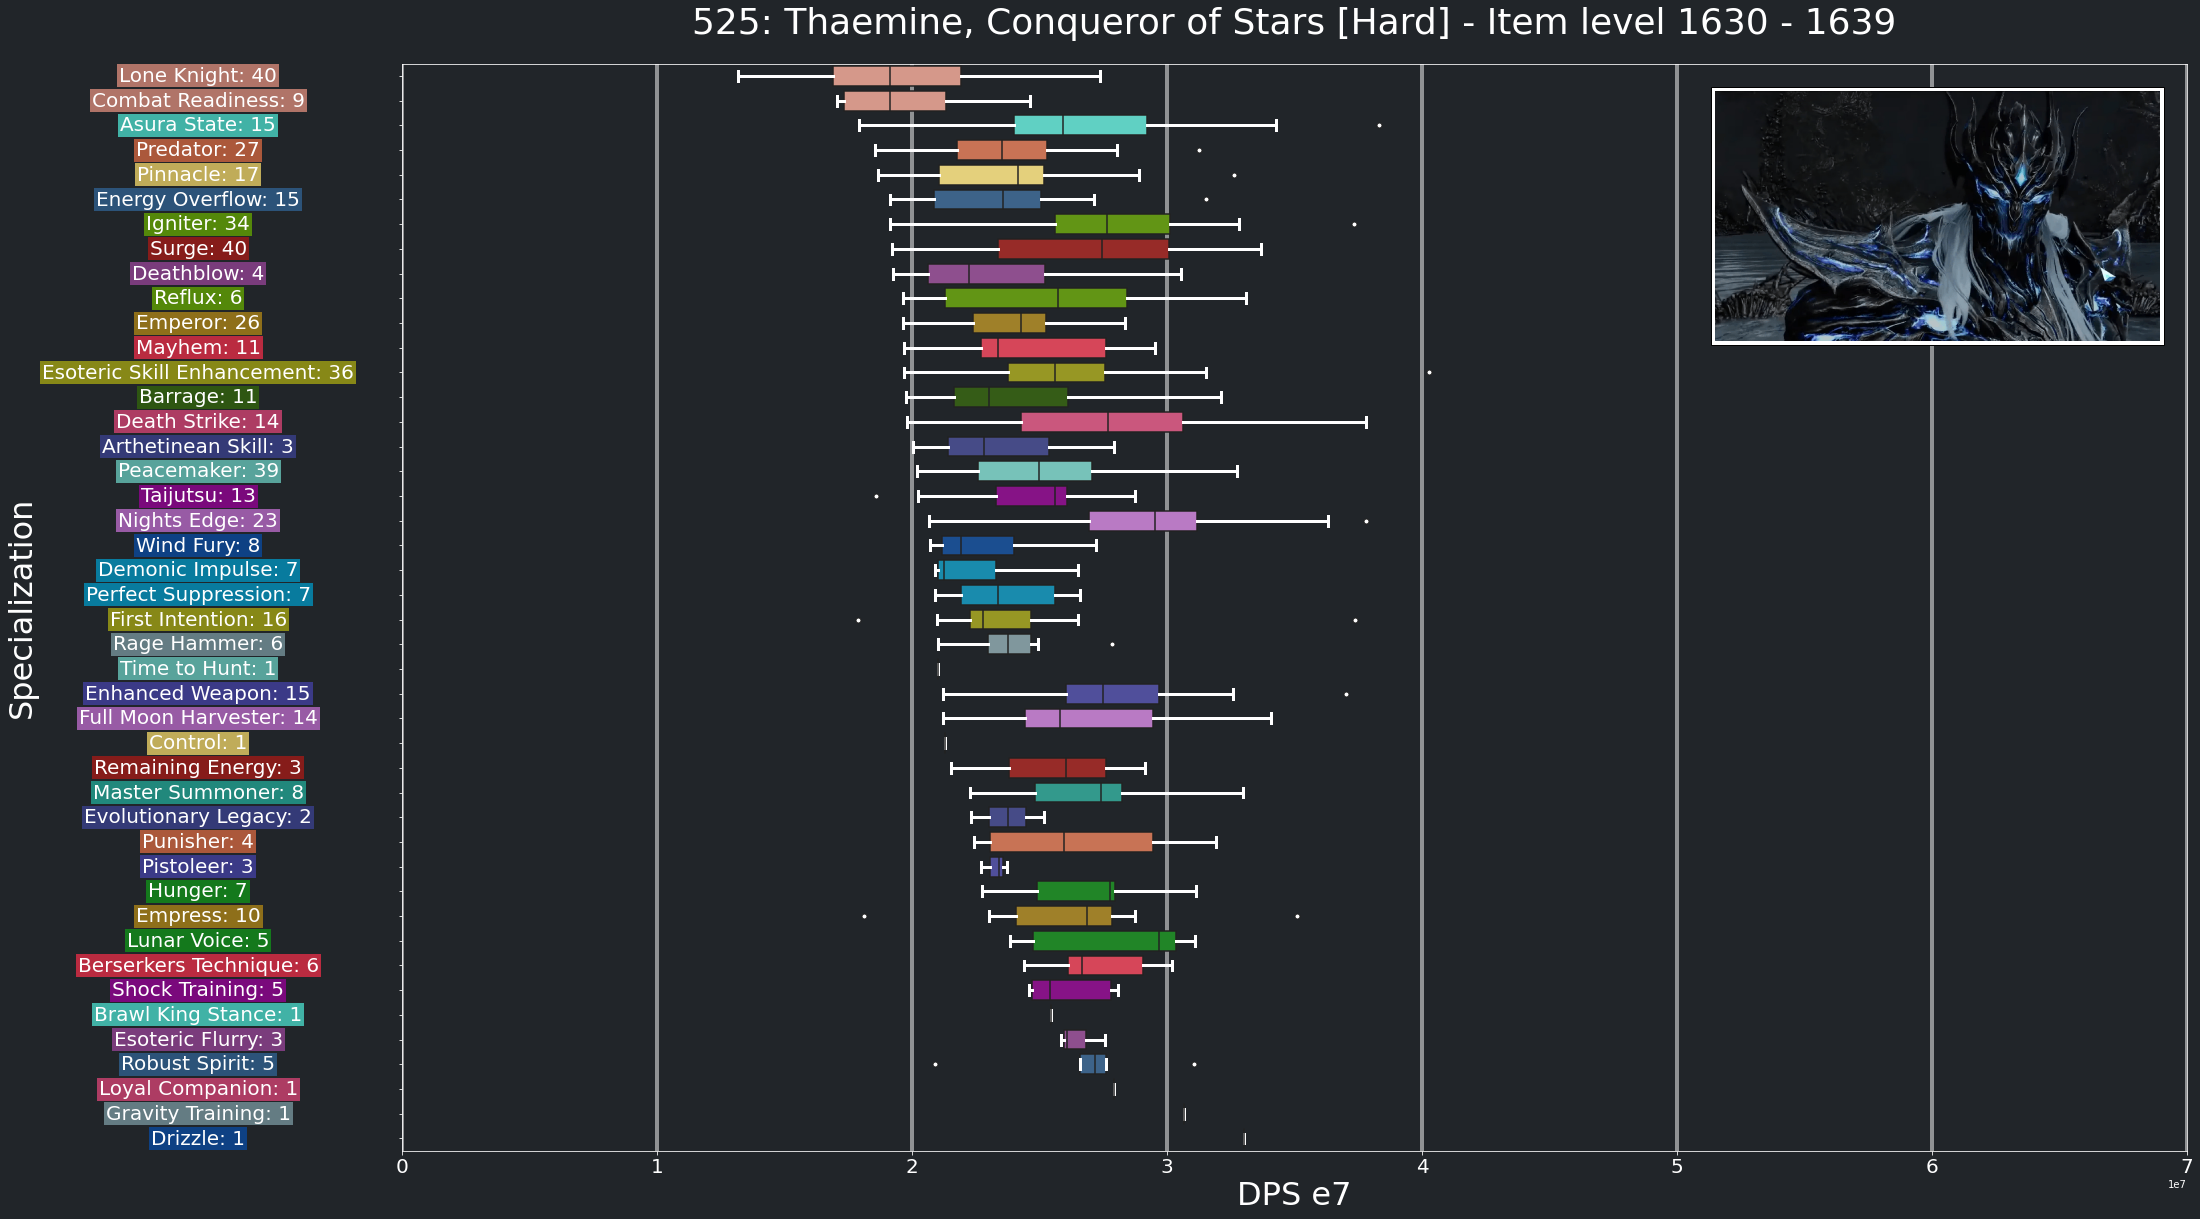 525: Thaemine, Conqueror of Stars [Hard] - Item level 1630 - 1639
Specialization
Lone Knight: 40
Combat Readiness: 9
Asura State: 15
Predator: 27
Pinnacle: 17
Energy Overflow: 15
Igniter: 34
Surge: 40
Deathblow: 4
Reflux: 6
Emperor: 26
Mayhem: 11
Esoteric Skill Enhancement: 36
Barrage: 11
Death Strike: 14
Arthetinean Skill: 3
Peacemaker: 39
Taijutsu: 13
Nights Edge: 23
Wind Fury: 8
Demonic Impulse: 7
Perfect Suppression: 7
First Intention: 16
Rage Hammer: 6
Time to Hunt: 1
Enhanced Weapon: 15
Full Moon Harvester: 14
Control: 1
Remaining Energy: 3
Master Summoner: 8
Evolutionary Legacy: 2
Punisher: 4
Pistoleer: 3
Hunger: 7
Empress: 10
Lunar Voice: 5
Berserkers Technique: 6
Shock Training: 5
Brawl King Stance: 1
Esoteric Flurry: 3
Robust Spirit: 5
Loyal Companion: 1
Gravity Training: 1
Drizzle: 1
0 1 2 3 4 5 6 7
1e7
DPS e7